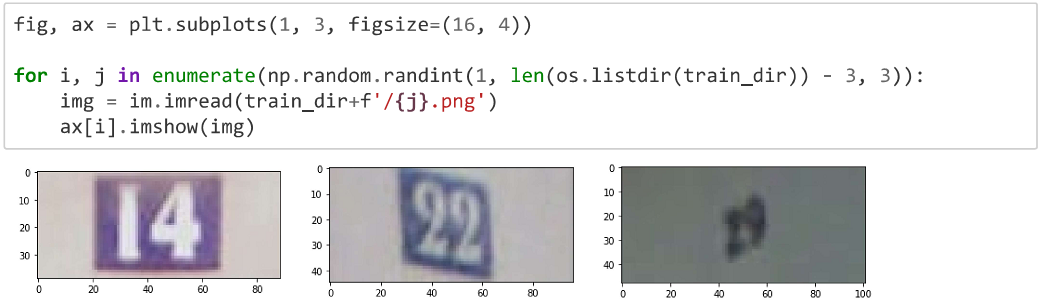 fig, ax = plt.subplots(1, 3, figsize=(16, 4))
for i, j in enumerate(np.random.randint(1, len(os.listdir(train_dir)) - 3, 3)):
    img = im.imread(train_dir+f'/{j}.png')
    ax[i].imshow(img)
0
10
20
30
14
0 20 40 60 80
0
10
20
30
40
22
0 20 40 60 80
0
10
20
30
40
0 20 40 60 80 100